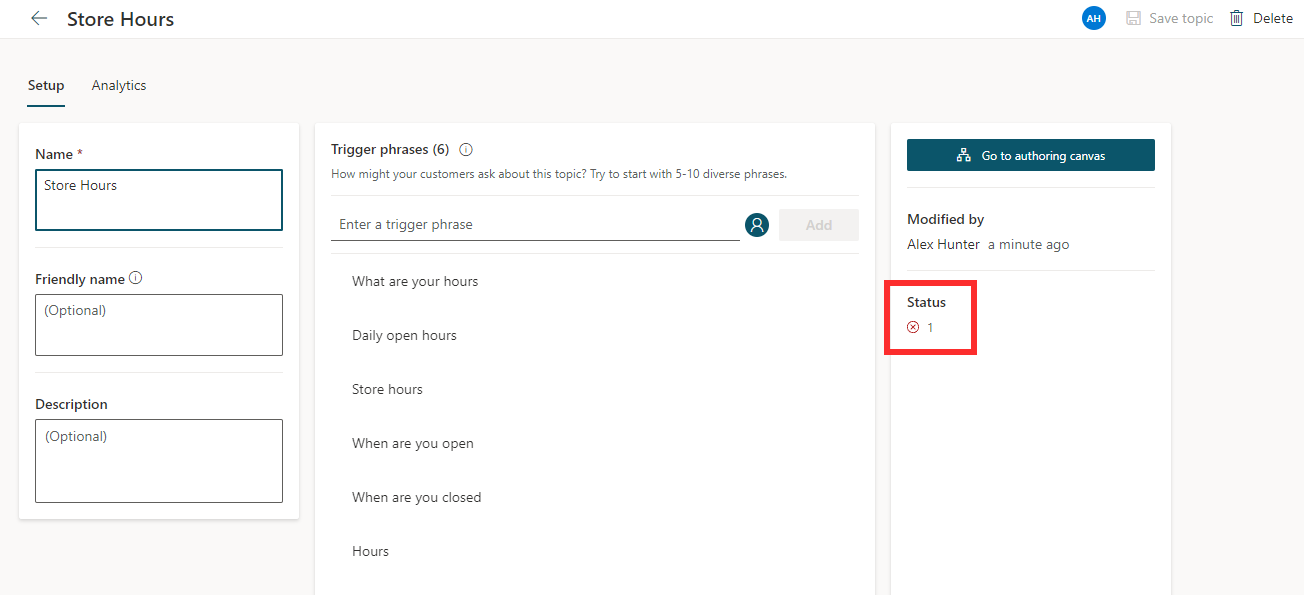 Store Hours
AH
Save topic
Delete
Setup
Analytics
Name *
Store Hours
Friendly name
(Optional)
Description
(Optional)
Trigger phrases (6)
How might your customers ask about this topic? Try to start with 5-10 diverse phrases.
Enter a trigger phrase
Add
What are your hours
Daily open hours
Store hours
When are you open
When are you closed
Hours
Go to authoring canvas
Modified by
Alex Hunter a minute ago
Status
1